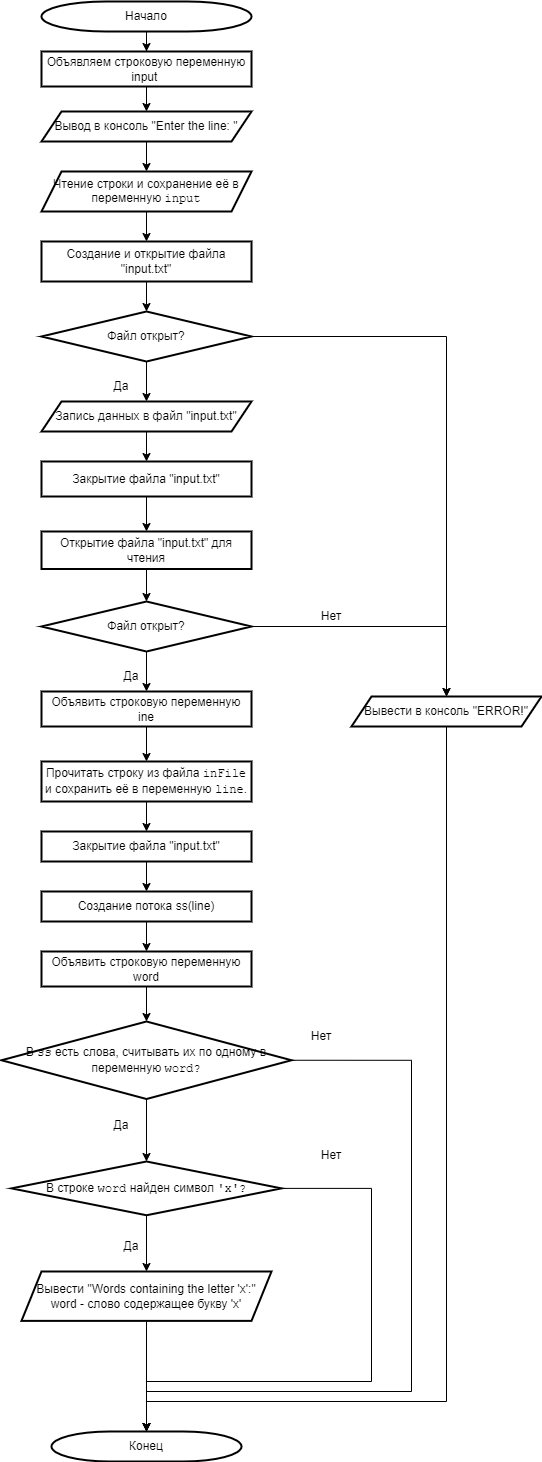 Начало
Объявляем строковую переменную
input
Вывод в консоль "Enter the line: "
Чтение строки и сохранение её в
переменную input
Создание и открытие файла
"input.txt"
Файл открыт?
Да
Запись данных в файл "input.txt"
Закрытие файла "input.txt"
Открытие файла "input.txt" для
чтения
Файл открыт?
Нет
Да
Объявить строковую переменную
ine
Вывести в консоль "ERROR!"
Прочитать строку из файла inFile
и сохранить её в переменную line.
Закрытие файла "input.txt"
Создание потока ss(line)
Объявить строковую переменную
word
Нет
В ss есть слова, считывать их по одному в
переменную word?
Да
Нет
В строке word найден символ 'x'?
Да
Вывести "Words containing the letter 'x':"
word - слово содержащее букву 'x'
Конец